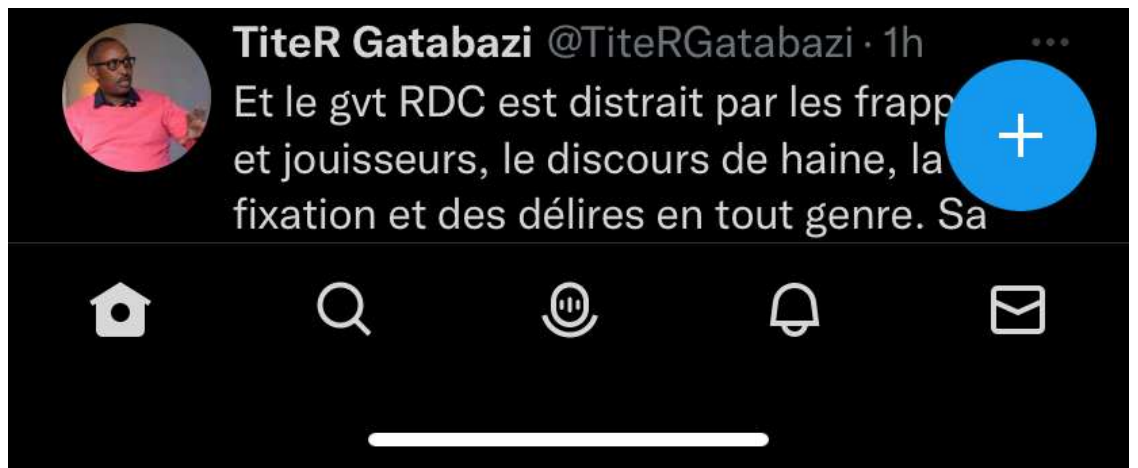 TiteR Gatabazi @TiteRGatabazi · 1h
Et le gvt RDC est distrait par les
et jouisseurs, le discours de haine, la
fixation et des délires en tout genre. Sa